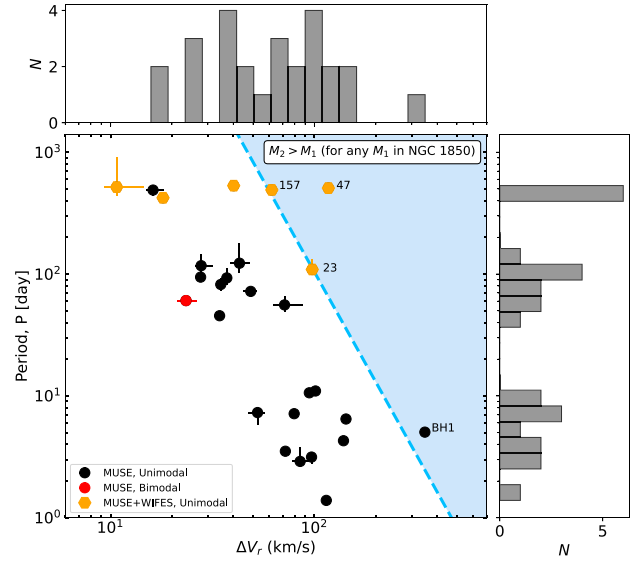 4
2
0
N
M₂ > M₁ (for any M₁ in NGC 1850)
157
47
23
BH1
10³
10²
10¹
10⁰
Period, P [day]
MUSE, Unimodal
MUSE, Bimodal
MUSE+WIFES, Unimodal
10¹
10²
ΔVᵣ (km/s)
0
5
N